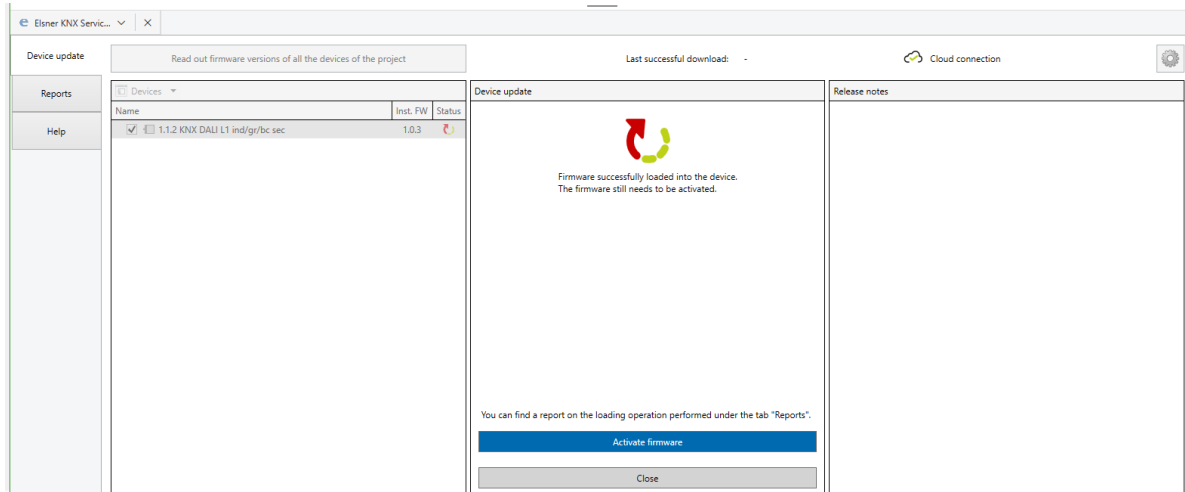 Elsner KNX Servic...
Device update
Read out firmware versions of all the devices of the project
Last successful download: -
Cloud connection
Reports
Help
Devices
Name Inst. FW Status
1.1.2 KNX DALI L1 ind/gr/bc sec 1.0.3
Device update
Firmware successfully loaded into the device.
The firmware still needs to be activated.
You can find a report on the loading operation performed under the tab "Reports".
Activate firmware
Close
Release notes